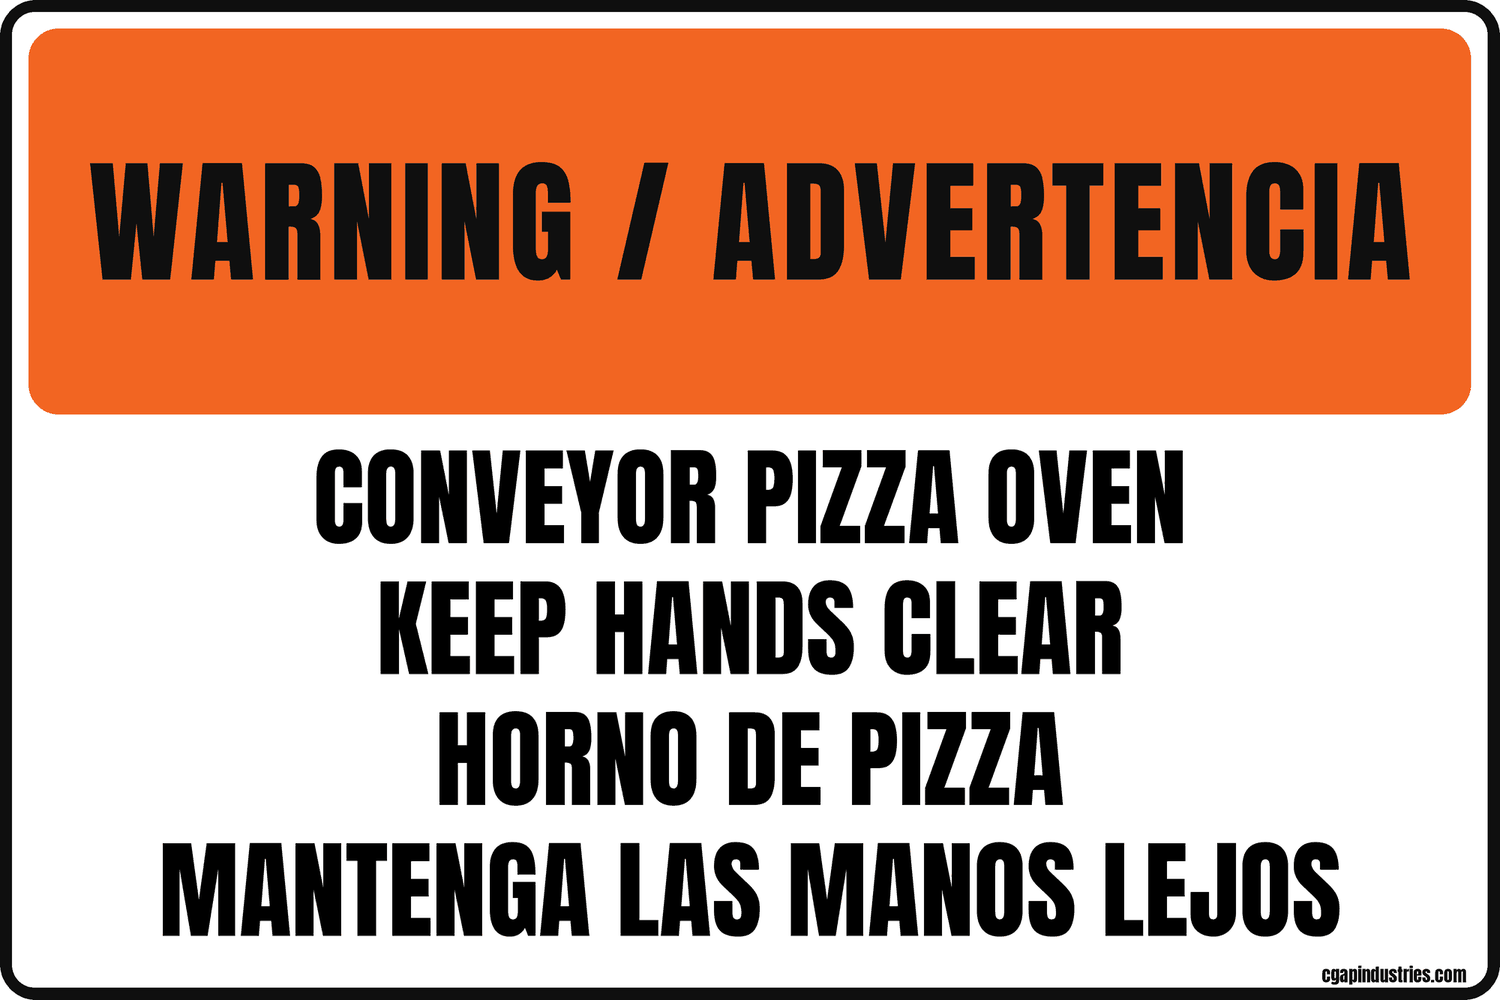 WARNING / ADVERTENCIA
CONVEYOR PIZZA OVEN
KEEP HANDS CLEAR
HORNO DE PIZZA
MANTENGA LAS MANOS LEJOS
cgapindustries.com